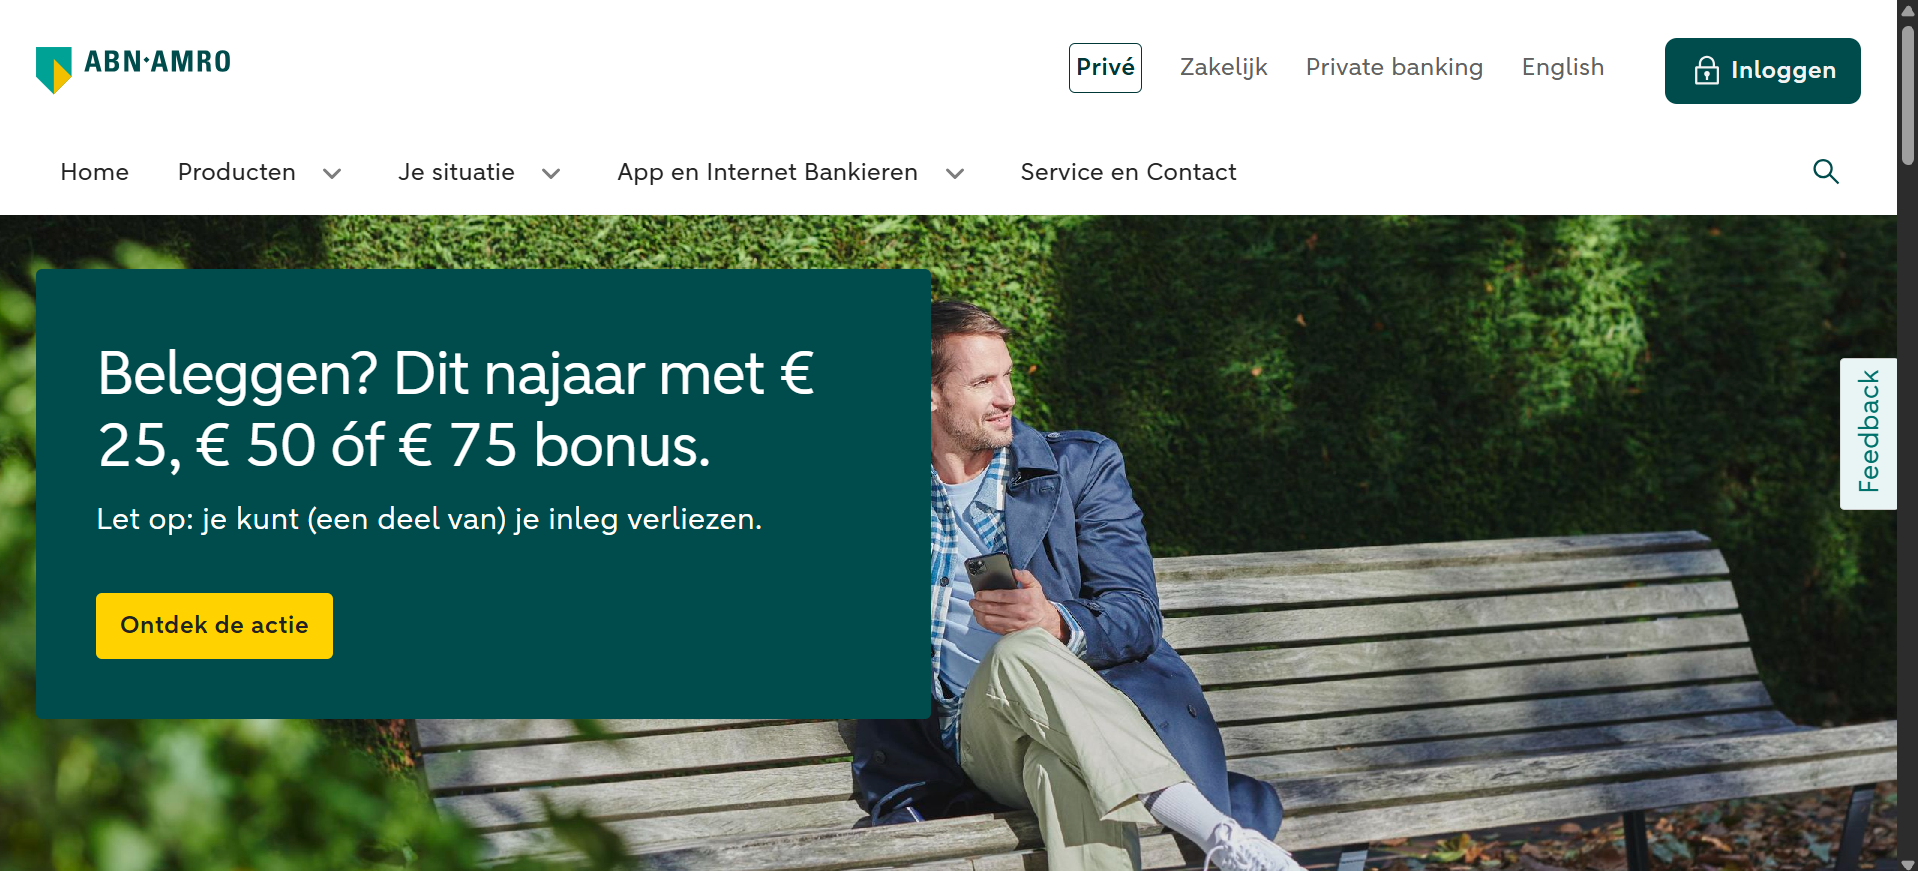 ABN·AMRO
Privé
Zakelijk
Private banking
English
Inloggen
Home
Producten
Je situatie
App en Internet Bankieren
Service en Contact
Beleggen? Dit najaar met €
25, € 50 óf € 75 bonus.
Let op: je kunt (een deel van) je inleg verliezen.
Ontdek de actie
Feedback